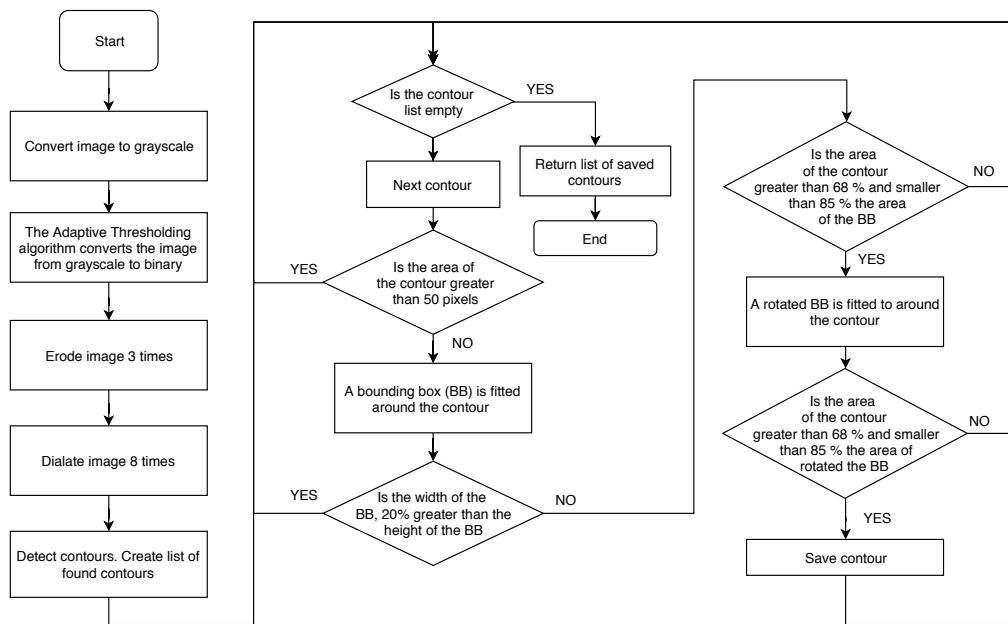 Start
Convert image to grayscale
The Adaptive Thresholding
algorithm converts the image
from grayscale to binary
Erode image 3 times
Dialate image 8 times
Detect contours. Create list of
found contours
Is the contour
list empty
YES
Return list of saved
contours
End
Next contour
Is the area of
the contour greater
than 50 pixels
YES
NO
A bounding box (BB) is fitted
around the contour
Is the width of the
BB, 20% greater than the
height of the BB
YES
NO
Is the area
of the contour
greater than 68 % and smaller
than 85 % the area
of the BB
NO
YES
A rotated BB is fitted to around
the contour
Is the area
of the contour
greater than 68 % and smaller
than 85 % the area of
rotated the BB
NO
YES
Save contour